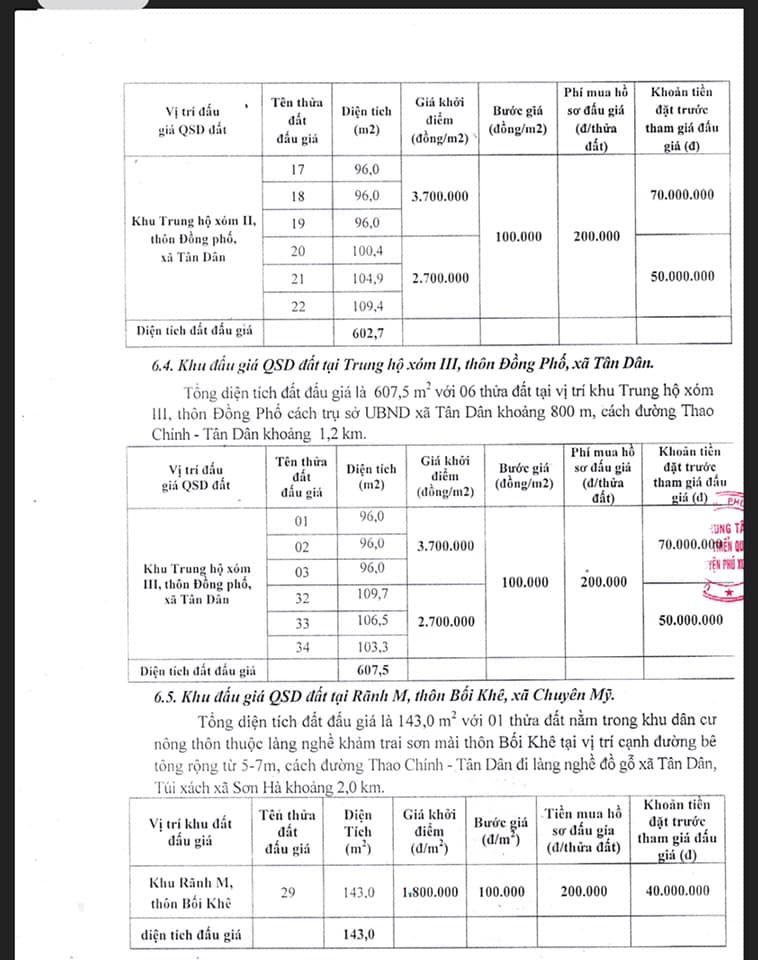 Vị trí đấu giá QSD đất | Tên thửa đất đấu giá | Diện tích (m2) | Giá khởi điểm (đồng/m2) | Bước giá (đồng/m2) | Phí mua hồ sơ đấu giá (đ/thửa đất) | Khoản tiền đặt trước tham giá đấu giá (đ)
Khu Trung hộ xóm II, thôn Đồng phố, xã Tân Dân | 17 | 96,0 | 3.700.000 | 100.000 | 200.000 | 70.000.000
18 | 96,0
19 | 96,0
20 | 100,4 | 2.700.000 | 50.000.000
21 | 104,9
22 | 109,4
Diện tích đất đấu giá | 602,7
6.4. Khu đấu giá QSD đất tại Trung hộ xóm III, thôn Đồng Phố, xã Tân Dân.
Tổng diện tích đất đấu giá là 607,5 m² với 06 thửa đất tại vị trí khu Trung hộ xóm
III, thôn Đồng Phố cách trụ sở UBND xã Tân Dân khoảng 800 m, cách đường Thao
Chính - Tân Dân khoảng 1,2 km.
Vị trí đấu giá QSD đất | Tên thửa đất đấu giá | Diện tích (m2) | Giá khởi điểm (đồng/m2) | Bước giá (đồng/m2) | Phí mua hồ sơ đấu giá (đ/thửa đất) | Khoản tiền đặt trước tham giá đấu giá (đ)
Khu Trung hộ xóm III, thôn Đồng phố, xã Tân Dân | 01 | 96,0 | 3.700.000 | 100.000 | 200.000 | 70.000.000
02 | 96,0
03 | 96,0
32 | 109,7 | 2.700.000 | 50.000.000
33 | 106,5
34 | 103,3
Diện tích đất đấu giá | 607,5
6.5. Khu đấu giá QSD đất tại Rãnh M, thôn Bối Khê, xã Chuyên Mỹ.
Tổng diện tích đất đấu giá là 143,0 m² với 01 thửa đất nằm trong khu dân cư
nông thôn thuộc làng nghề khảm trai sơn mài thôn Bối Khê tại vị trí cạnh đường bê
tông rộng từ 5-7m, cách đường Thao Chính - Tân Dân đi làng nghề đồ gỗ xã Tân Dân,
Túi xách xã Sơn Hà khoảng 2,0 km.
Vị trí khu đất đấu giá | Tên thửa đất đấu giá | Diện Tích (m²) | Giá khởi điểm (đ/m²) | Bước giá (đ/m²) | Tiền mua hồ sơ đấu gía (đ/thửa đất) | Khoản tiền đặt trước tham giá đấu giá (đ)
Khu Rãnh M, thôn Bối Khê | 29 | 143,0 | 1.800.000 | 100.000 | 200.000 | 40.000.000
diện tích đấu giá | 143,0